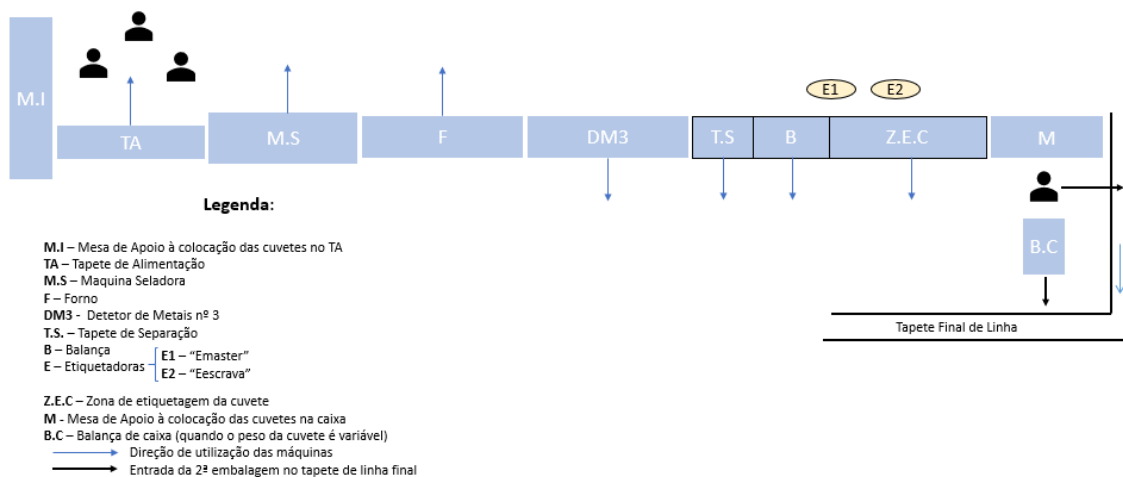 E1 E2
M.I TA M.S F DM3 T.S B Z.E.C M
B.C
Tapete Final de Linha
Legenda:
M.I – Mesa de Apoio à colocação das cuvetes no TA
TA – Tapete de Alimentação
M.S – Maquina Seladora
F – Forno
DM3 - Detetor de Metais nº 3
T.S. – Tapete de Separação
B – Balança
E – Etiquetadoras
E1 – “Emaster”
E2 – “Eescrava”
Z.E.C – Zona de etiquetagem da cuvete
M - Mesa de Apoio à colocação das cuvetes na caixa
B.C – Balança de caixa (quando o peso da cuvete é variável)
Direção de utilização das máquinas
Entrada da 2ª embalagem no tapete de linha final